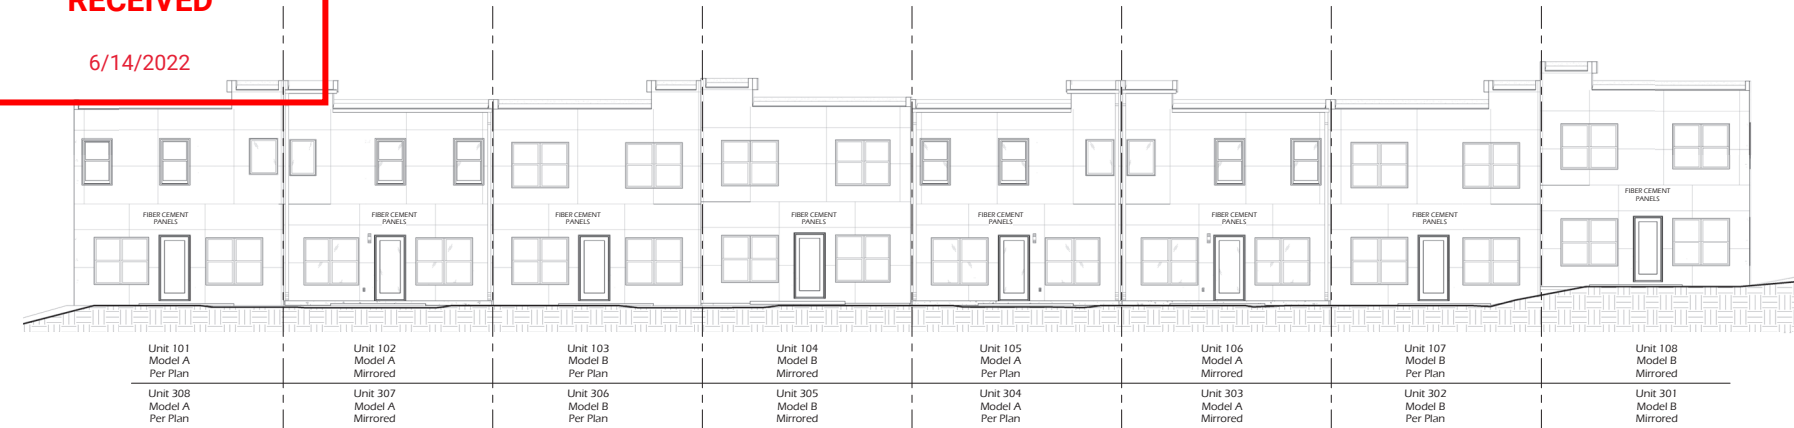 RECEIVED
6/14/2022
FIBER CEMENT
PANELS
FIBER CEMENT
PANELS
FIBER CEMENT
PANELS
FIBER CEMENT
PANELS
FIBER CEMENT
PANELS
FIBER CEMENT
PANELS
FIBER CEMENT
PANELS
FIBER CEMENT
PANELS
Unit 101
Model A
Per Plan
Unit 102
Model A
Mirrored
Unit 103
Model B
Per Plan
Unit 104
Model B
Mirrored
Unit 105
Model A
Per Plan
Unit 106
Model A
Mirrored
Unit 107
Model B
Per Plan
Unit 108
Model B
Mirrored
Unit 308
Model A
Per Plan
Unit 307
Model A
Mirrored
Unit 306
Model B
Per Plan
Unit 305
Model B
Mirrored
Unit 304
Model A
Per Plan
Unit 303
Model A
Mirrored
Unit 302
Model B
Per Plan
Unit 301
Model B
Mirrored